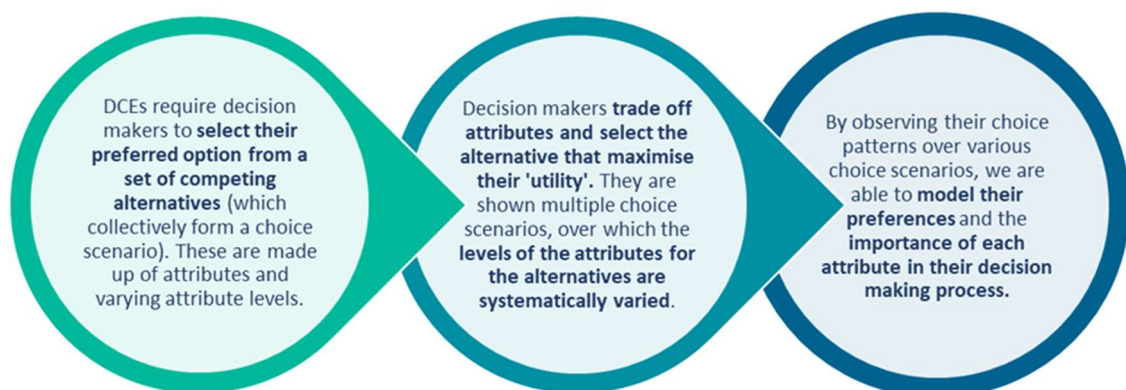 DCEs require decision
makers to select their
preferred option from a
set of competing
alternatives (which
collectively form a choice
scenario). These are made
up of attributes and
varying attribute levels.
Decision makers trade off
attributes and select the
alternative that maximise
their 'utility'. They are
shown multiple choice
scenarios, over which the
levels of the attributes for
the alternatives are
systematically varied.
By observing their choice
patterns over various
choice scenarios, we are
able to model their
preferences and the
importance of each
attribute in their decision
making process.